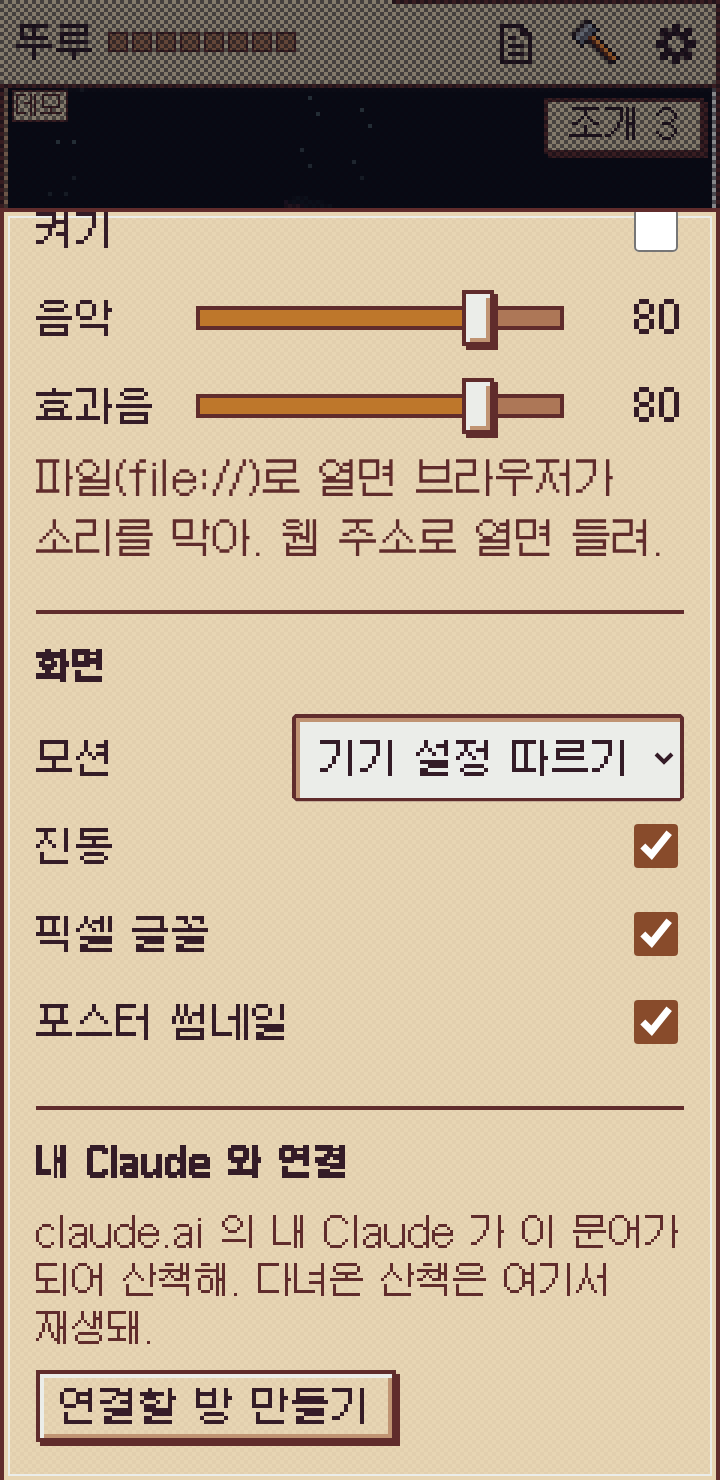 뚜루
데모
조개 3
켜기
음악 80
효과음 80
파일(file://)로 열면 브라우저가
소리를 막아. 웹 주소로 열면 들려.
화면
모션 기기 설정 따르기
진동
픽셀 글꼴
포스터 썸네일
내 Claude 와 연결
claude.ai 의 내 Claude 가 이 문어가
되어 산책해. 다녀온 산책은 여기서
재생돼.
연결할 방 만들기